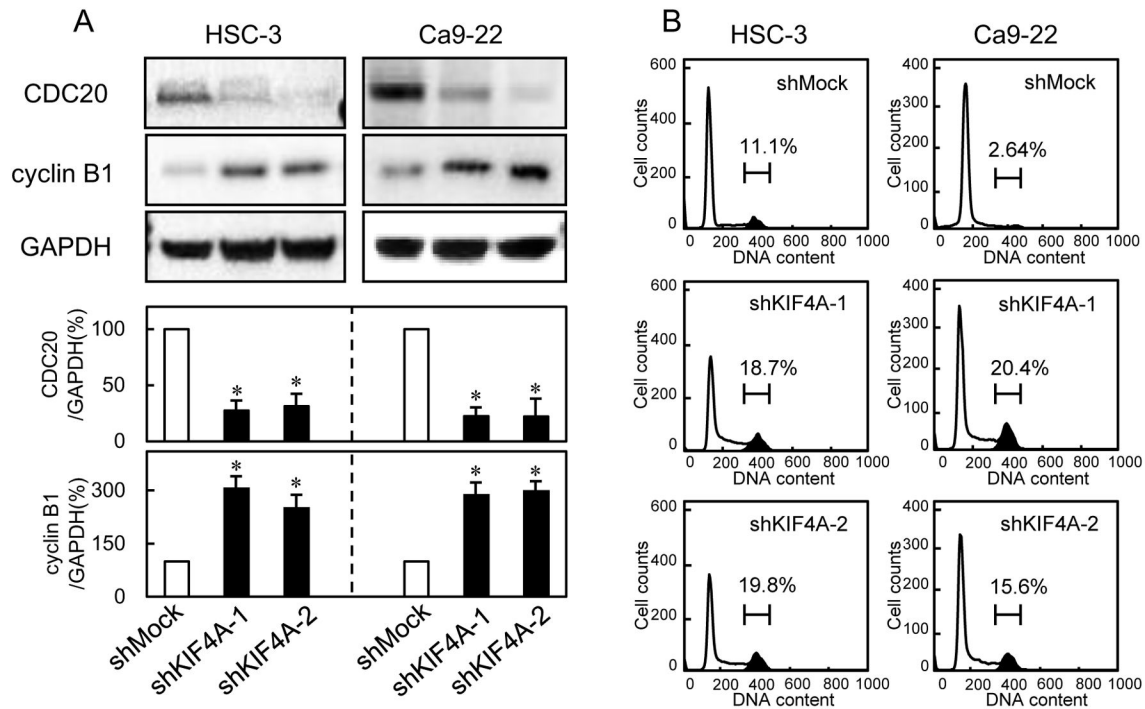 A
HSC-3 Ca9-22
CDC20
cyclin B1
GAPDH
CDC20
/GAPDH(%)
100
50
0
* * * *
cyclin B1
/GAPDH(%)
300
100
0
* * * *
shMock shKIF4A-1 shKIF4A-2 shMock shKIF4A-1 shKIF4A-2
B
HSC-3 Ca9-22
Cell counts
600
400
200
0
shMock
11.1%
0 200 400 600 800 1000
DNA content
Cell counts
400
300
200
100
0
shMock
2.64%
0 200 400 600 800 1000
DNA content
Cell counts
600
400
200
0
shKIF4A-1
18.7%
0 200 400 600 800 1000
DNA content
Cell counts
400
300
200
100
0
shKIF4A-1
20.4%
0 200 400 600 800 1000
DNA content
Cell counts
600
400
200
0
shKIF4A-2
19.8%
0 200 400 600 800 1000
DNA content
Cell counts
400
300
200
100
0
shKIF4A-2
15.6%
0 200 400 600 800 1000
DNA content